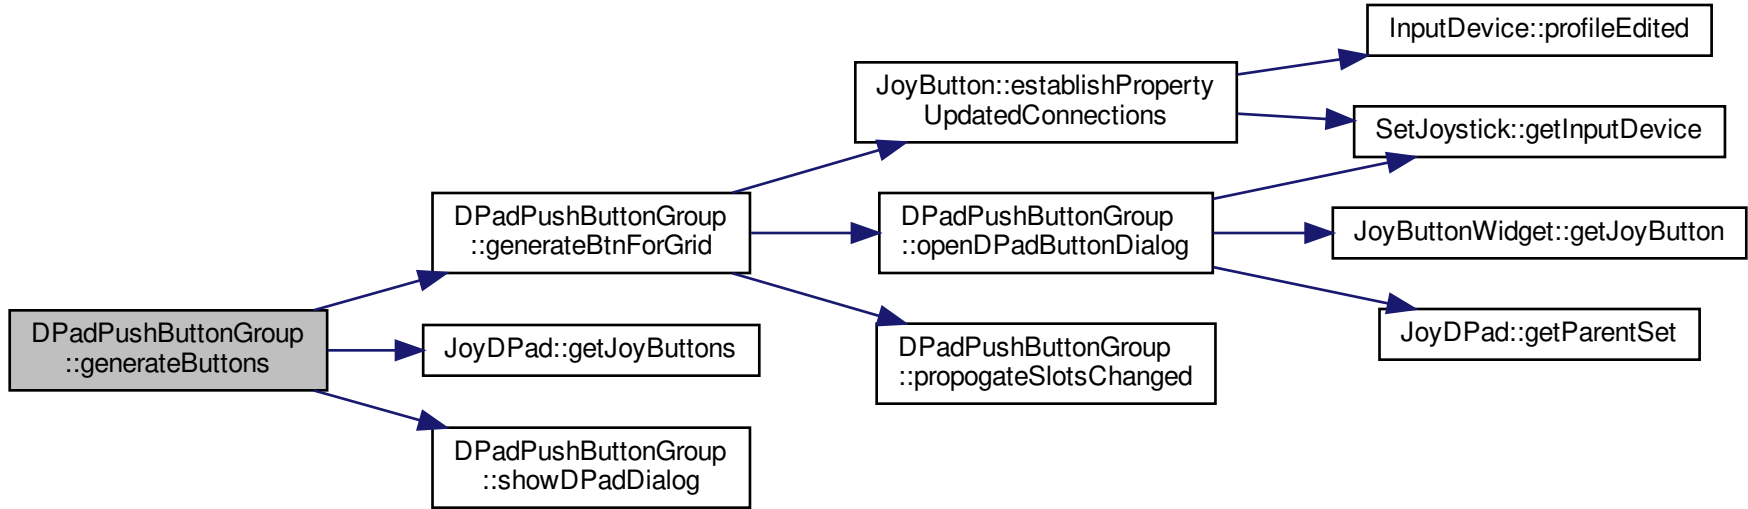 DPadPushButtonGroup
::generateButtons
DPadPushButtonGroup
::generateBtnForGrid
JoyDPad::getJoyButtons
DPadPushButtonGroup
::showDPadDialog
JoyButton::establishProperty
UpdatedConnections
DPadPushButtonGroup
::openDPadButtonDialog
DPadPushButtonGroup
::propogateSlotsChanged
InputDevice::profileEdited
SetJoystick::getInputDevice
JoyButtonWidget::getJoyButton
JoyDPad::getParentSet